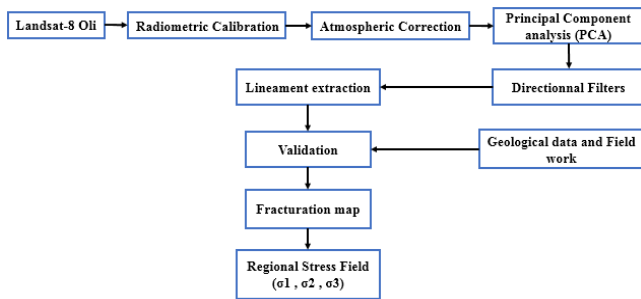 Landsat-8 Oli
Radiometric Calibration
Atmospheric Correction
Principal Component
analysis (PCA)
Directionnal Filters
Lineament extraction
Validation
Geological data and Field
work
Fracturation map
Regional Stress Field
(σ1 , σ2 , σ3)